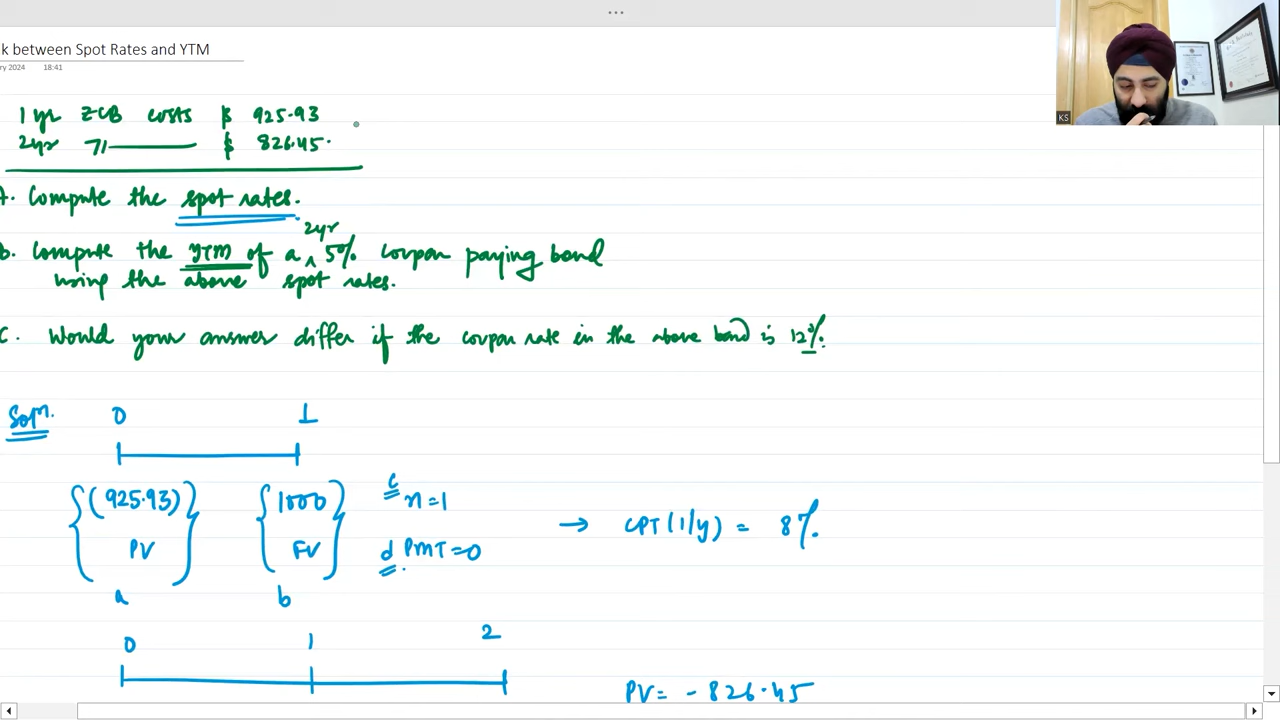 k between Spot Rates and YTM
ry 2024 18:41
1 yr ZCB costs $ 925.93
2yr —"— $ 826.45.
A. Compute the spot rates.
2yr
b. Compute the YTM of a ^ 5% coupon paying bond
using the above spot rates.
C. Would your answer differ if the coupon rate in the above bond is 12%.
Soln.
0 1
(925.93) 1000 c n=1
PV FV d PMT=0
→ CPT(I/y) = 8%
a b
0 1 2
PV= -826.45
KS